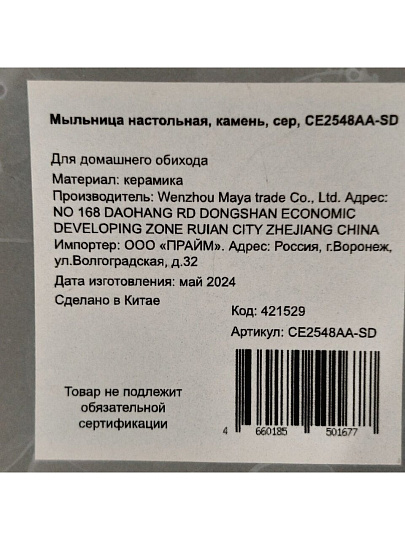 Мыльница настольная, камень, сер, CE2548AA-SD
Для домашнего обихода
Материал: керамика
Производитель: Wenzhou Maya trade Co., Ltd. Адрес:
NO 168 DAOHANG RD DONGSHAN ECONOMIC
DEVELOPING ZONE RUIAN CITY ZHEJIANG CHINA
Импортер: ООО «ПРАЙМ». Адрес: Россия, г.Воронеж,
ул.Волгоградская, д.32
Дата изготовления: май 2024
Сделано в Китае
Код: 421529
Артикул: CE2548AA-SD
Товар не подлежит
обязательной
сертификации
4 660185 501677